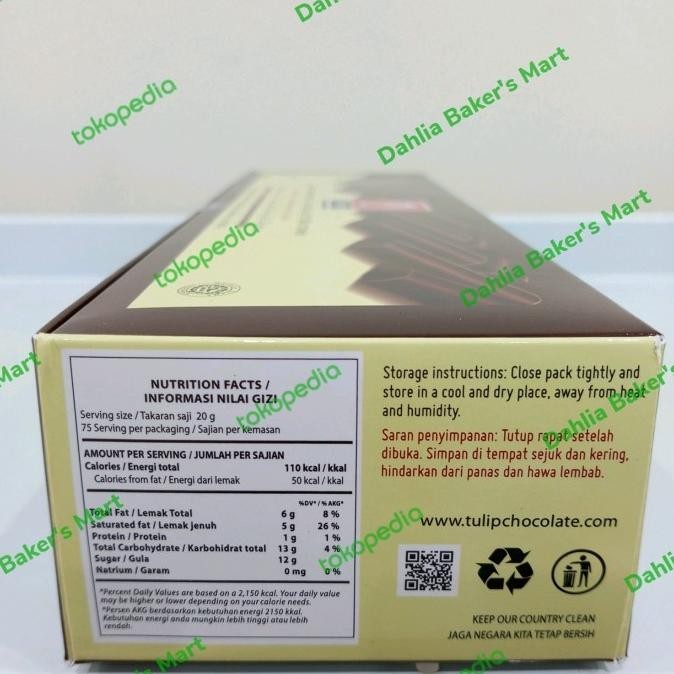 Dahlia Baker's Mart
tokopedia
Dahlia Baker's Mart
tokopedia
Dahlia Baker's Mart
NUTRITION FACTS /
INFORMASI NILAI GIZI
Serving size / Takaran saji 20 g
75 Serving per packaging / Sajian per kemasan
AMOUNT PER SERVING / JUMLAH PER SAJIAN
Calories / Energi total 110 kcal / kkal
Calories from fat / Energi dari lemak 50 kcal / kkal
%DV* / % AKG*
Total Fat / Lemak Total 6 g 8 %
Saturated fat / Lemak jenuh 5 g 26 %
Protein / Protein 1 g 1 %
Total Carbohydrate / Karbohidrat total 13 g 4 %
Sugar / Gula 12 g
Natrium / Garam 0 mg 0 %
*Percent Daily Values are based on a 2,150 kcal. Your daily value
may be higher or lower depending on your calorie needs.
*Persen AKG berdasarkan kebutuhan energi 2150 kkal.
Kebutuhan energi anda mungkin lebih tinggi atau lebih
rendah.
Storage instructions: Close pack tightly and
store in a cool and dry place, away from heat
and humidity.
Saran penyimpanan: Tutup rapat setelah
dibuka. Simpan di tempat sejuk dan kering,
hindarkan dari panas dan hawa lembab.
www.tulipchocolate.com
KEEP OUR COUNTRY CLEAN
JAGA NEGARA KITA TETAP BERSIH
tokopedia
Mart
Dahlia Baker's
Baker's Mart
tokopedia
Dahlia
Mart